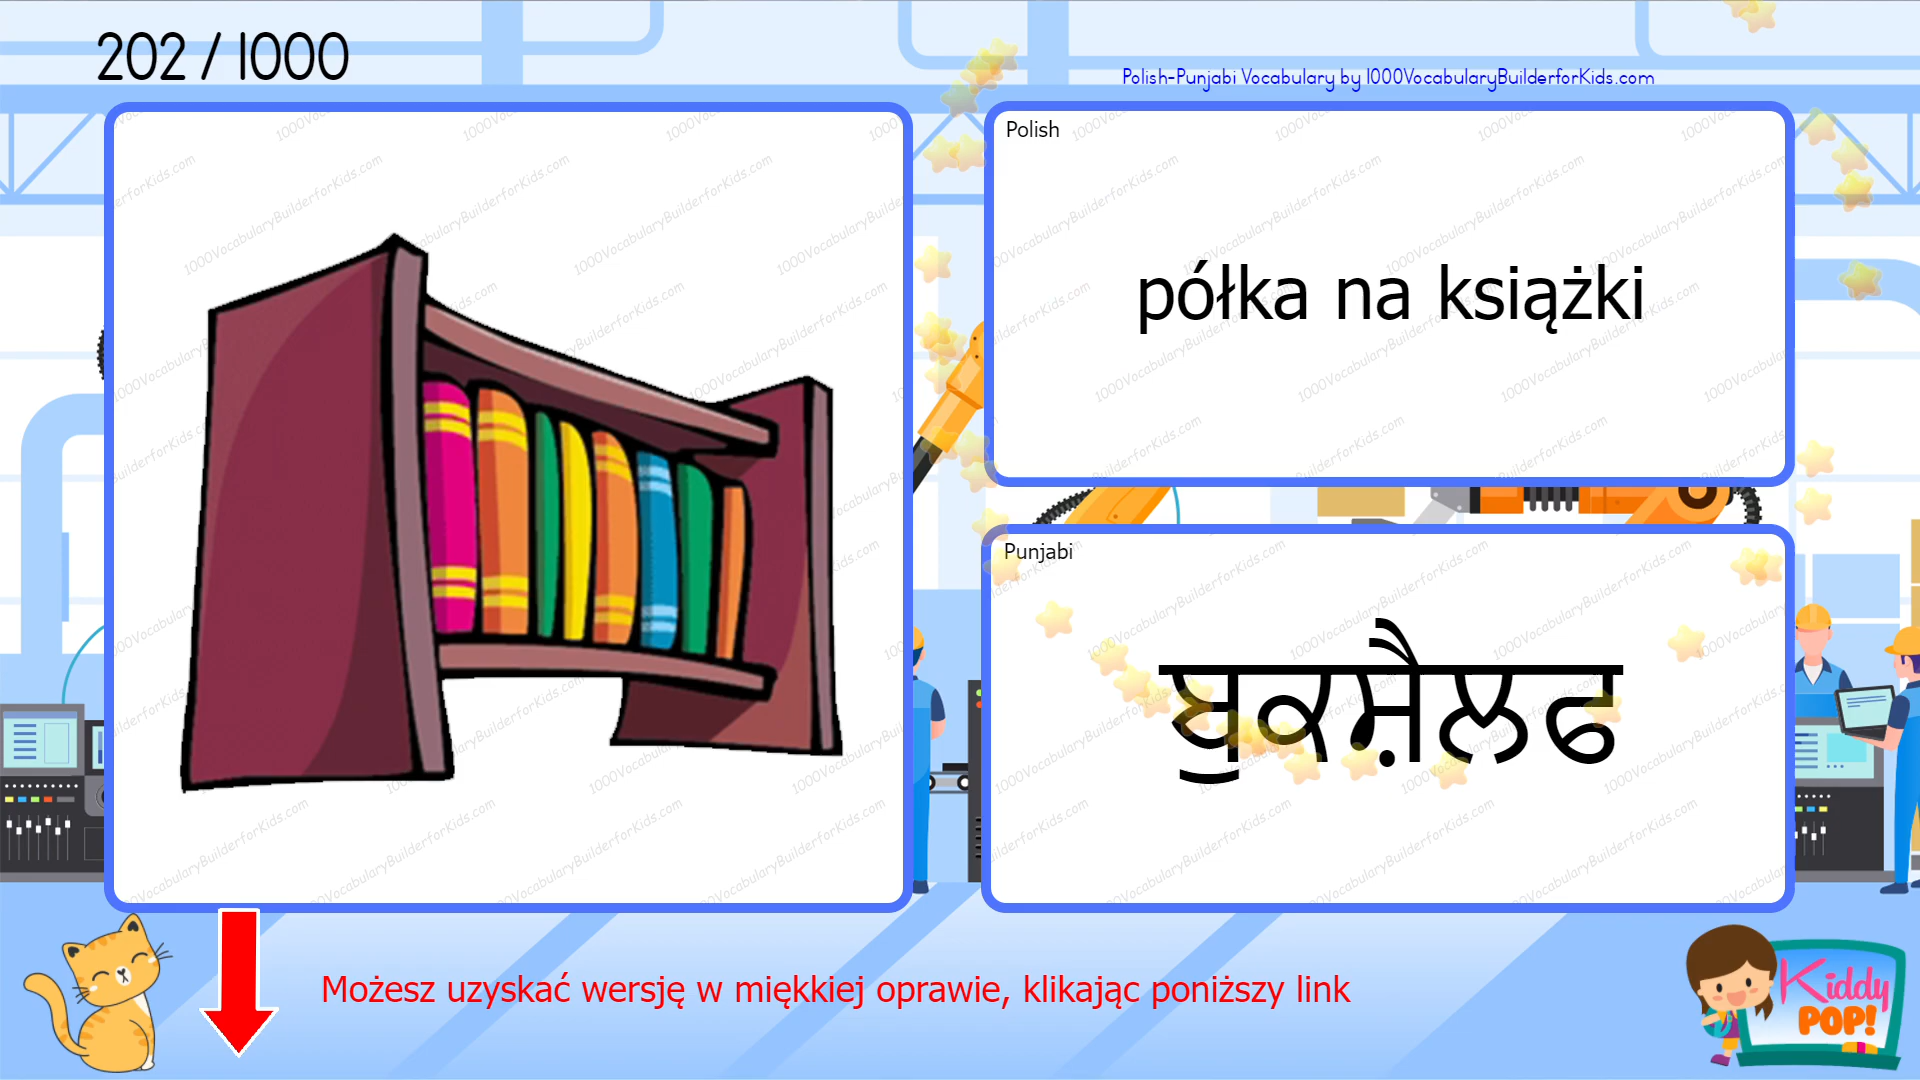 202 / 1000
Polish-Punjabi Vocabulary by 1000VocabularyBuilderforKids.com
Polish
półka na książki
Punjabi
ਬੁਕਸ਼ੈਲਫ
Możesz uzyskać wersję w miękkiej oprawie, klikając poniższy link
Kiddy
POP!